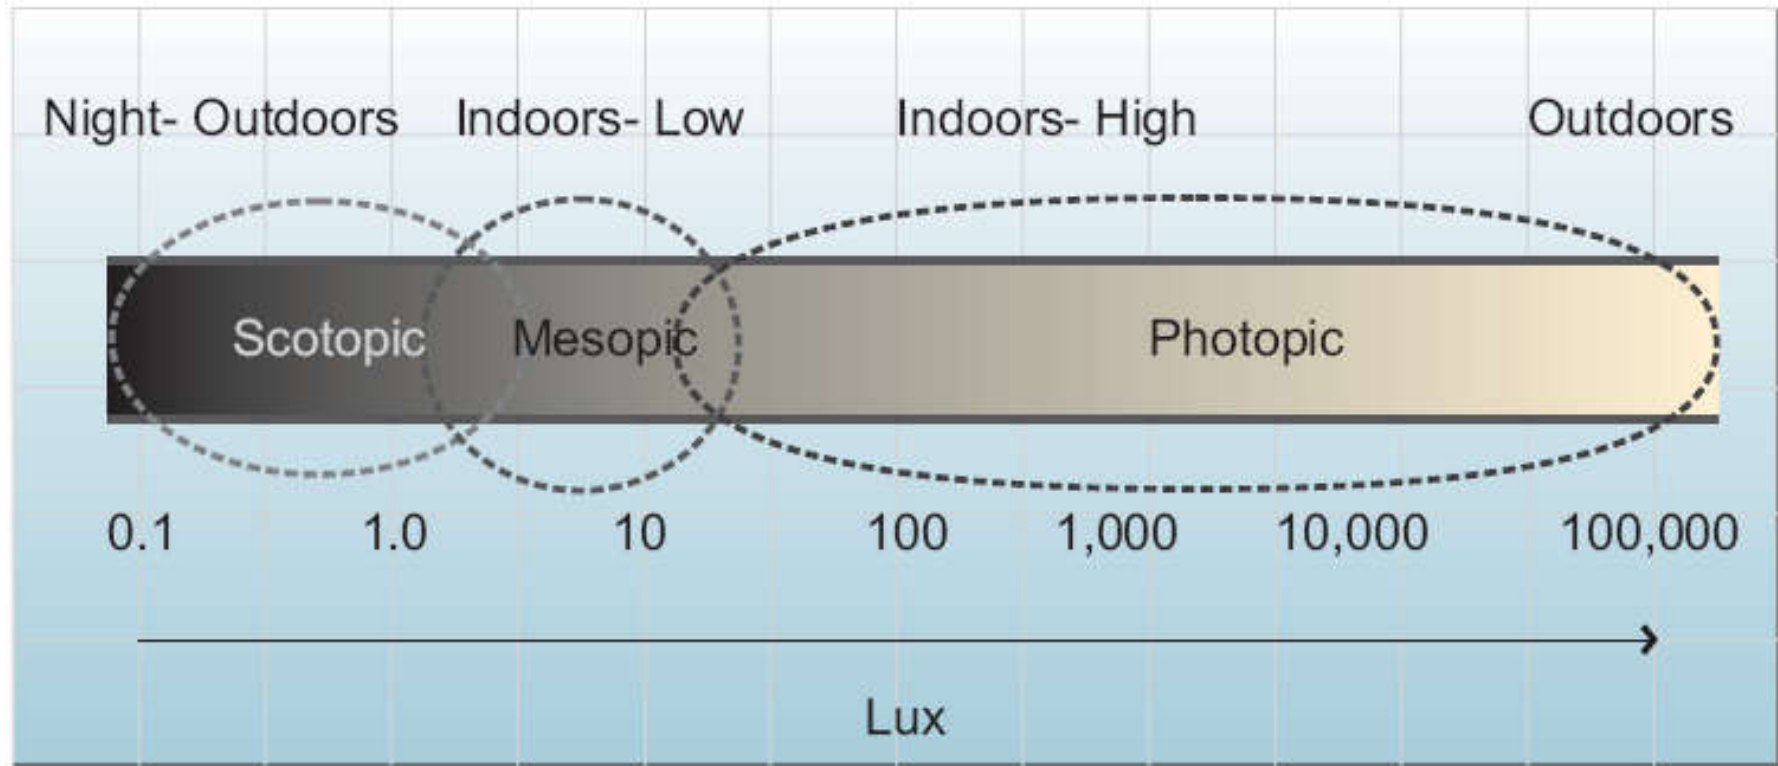 Night- Outdoors Indoors- Low Indoors- High Outdoors
Scotopic Mesopic Photopic
0.1 1.0 10 100 1,000 10,000 100,000
Lux